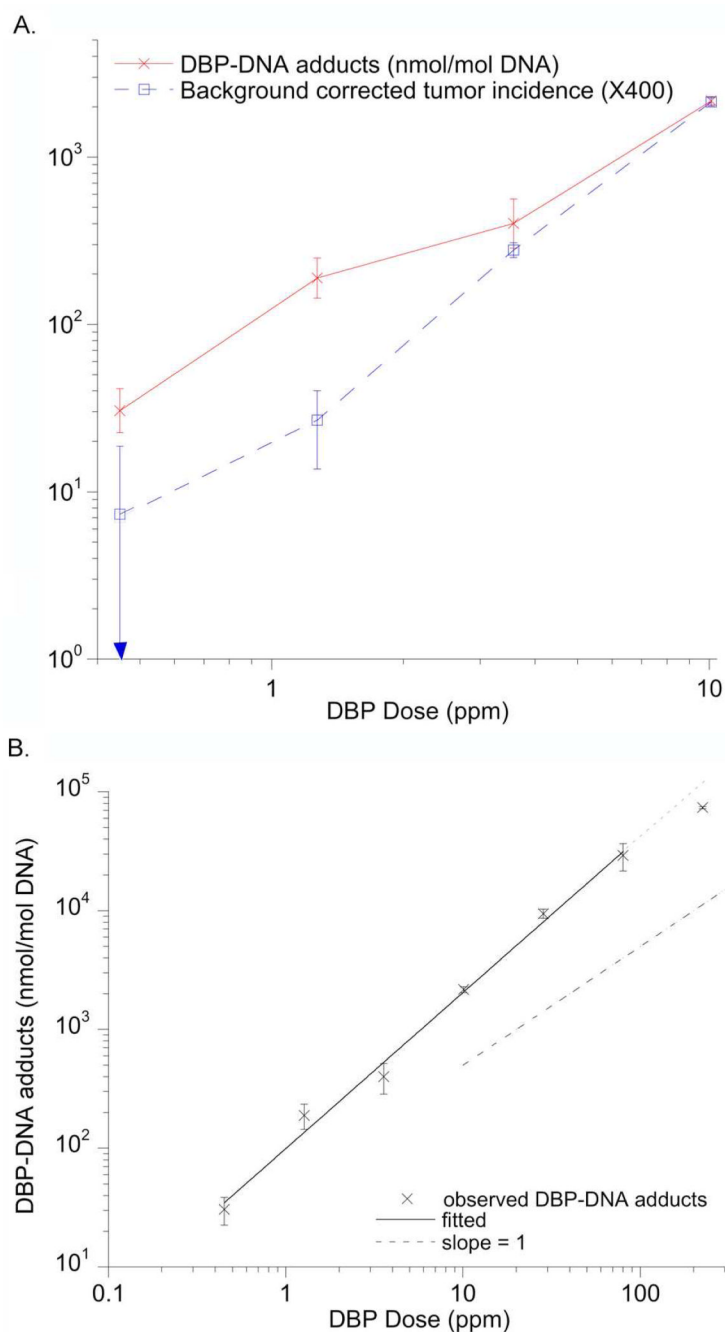 A.
DBP-DNA adducts (nmol/mol DNA)
Background corrected tumor incidence (X400)
10³
10²
10¹
10⁰
1
10
DBP Dose (ppm)
B.
10⁵
10⁴
10³
10²
10¹
DBP-DNA adducts (nmol/mol DNA)
observed DBP-DNA adducts
fitted
slope = 1
0.1
1
10
100
DBP Dose (ppm)